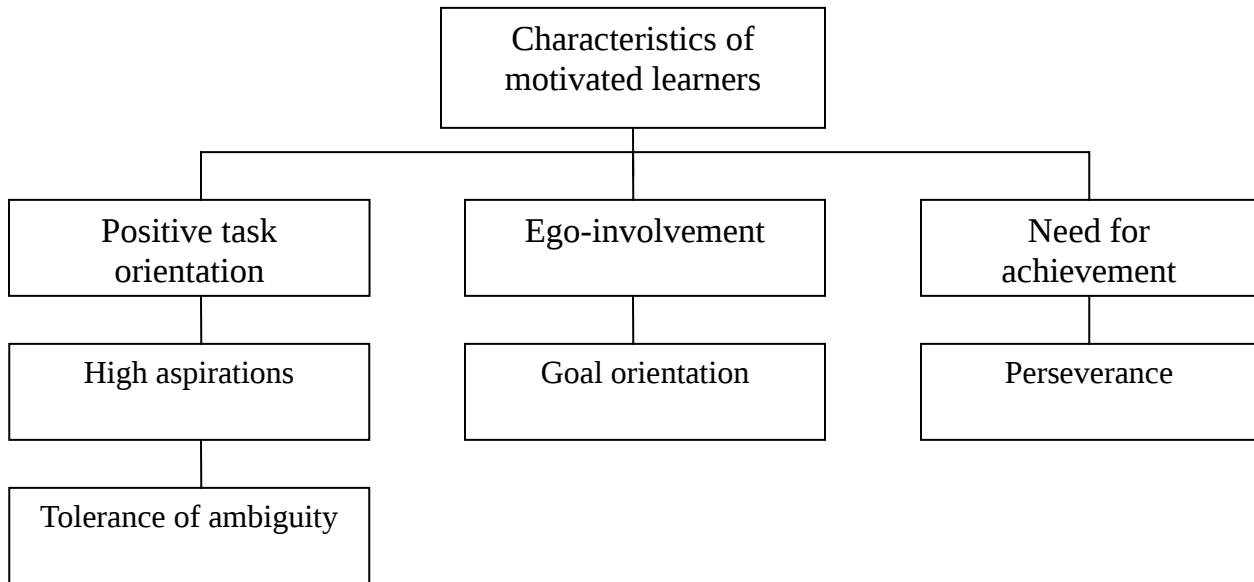 Characteristics of
motivated learners
Positive task
orientation
Ego-involvement
Need for
achievement
High aspirations
Goal orientation
Perseverance
Tolerance of ambiguity